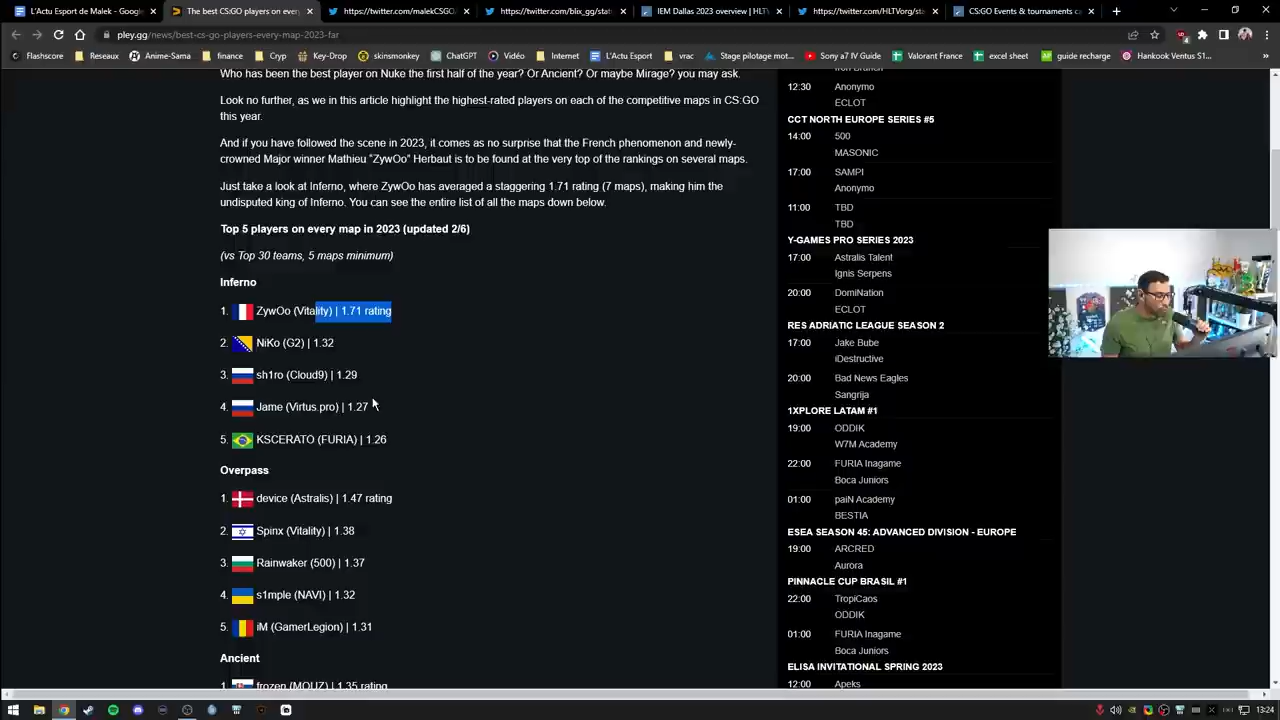 L'Actu Esport de Malek - Google
The best CS:GO players on every
https://twitter.com/malekCSGO
https://twitter.com/blix_gg/stat
IEM Dallas 2023 overview | HLT
https://twitter.com/HLTVorg/sta
CS:GO Events & tournaments ca
pley.gg/news/best-cs-go-players-every-map-2023-far
Flashscore
Reseaux
Anime-Sama
finance
Cryp
Kedopry
skinsmonkey
ChatGPT
Vidéo
Internet
L'Actu Esport
vrac
Stage pilotage mot...
Sony a7 IV Guide
Valorant France
excel sheet
guide recharge
Hankook Ventus S1...
Who has been the best player on Nuke the first half of the year? Or Ancient? Or maybe Mirage? you may ask.
Look no further, as we in this article highlight the highest-rated players on each of the competitive maps in CS:GO
this year.
And if you have followed the scene in 2023, it comes as no surprise that the French phenomenon and newly-
crowned Major winner Mathieu "ZywOo" Herbaut is to be found at the very top of the rankings on several maps.
Just take a look at Inferno, where ZywOo has averaged a staggering 1.71 rating (7 maps), making him the
undisputed king of Inferno. You can see the entire list of all the maps down below.
Top 5 players on every map in 2023 (updated 2/6)
(vs Top 30 teams, 5 maps minimum)
Inferno
1. ZywOo (Vitality) | 1.71 rating
2. NiKo (G2) | 1.32
3. sh1ro (Cloud9) | 1.29
4. Jame (Virtus.pro) | 1.27
5. KSCERATO (FURIA) | 1.26
Overpass
1. device (Astralis) | 1.47 rating
2. Spinx (Vitality) | 1.38
3. Rainwaker (500) | 1.37
4. s1mple (NAVI) | 1.32
5. iM (GamerLegion) | 1.31
Ancient
1. frozen (MOUZ) | 1.35 rating
Iron Branch
12:30 Anonymo
ECLOT
CCT NORTH EUROPE SERIES #5
14:00 500
MASONIC
17:00 SAMPI
Anonymo
11:00 TBD
TBD
Y-GAMES PRO SERIES 2023
17:00 Astralis Talent
Ignis Serpens
20:00 DomiNation
ECLOT
RES ADRIATIC LEAGUE SEASON 2
17:00 Jake Bube
iDestructive
20:00 Bad News Eagles
Sangrija
1XPLORE LATAM #1
19:00 ODDIK
W7M Academy
22:00 FURIA Inagame
Boca Juniors
01:00 paiN Academy
BESTIA
ESEA SEASON 45: ADVANCED DIVISION - EUROPE
19:00 ARCRED
Aurora
PINNACLE CUP BRASIL #1
22:00 TropiCaos
ODDIK
01:00 FURIA Inagame
Boca Juniors
ELISA INVITATIONAL SPRING 2023
12:00 Apeks
13:24